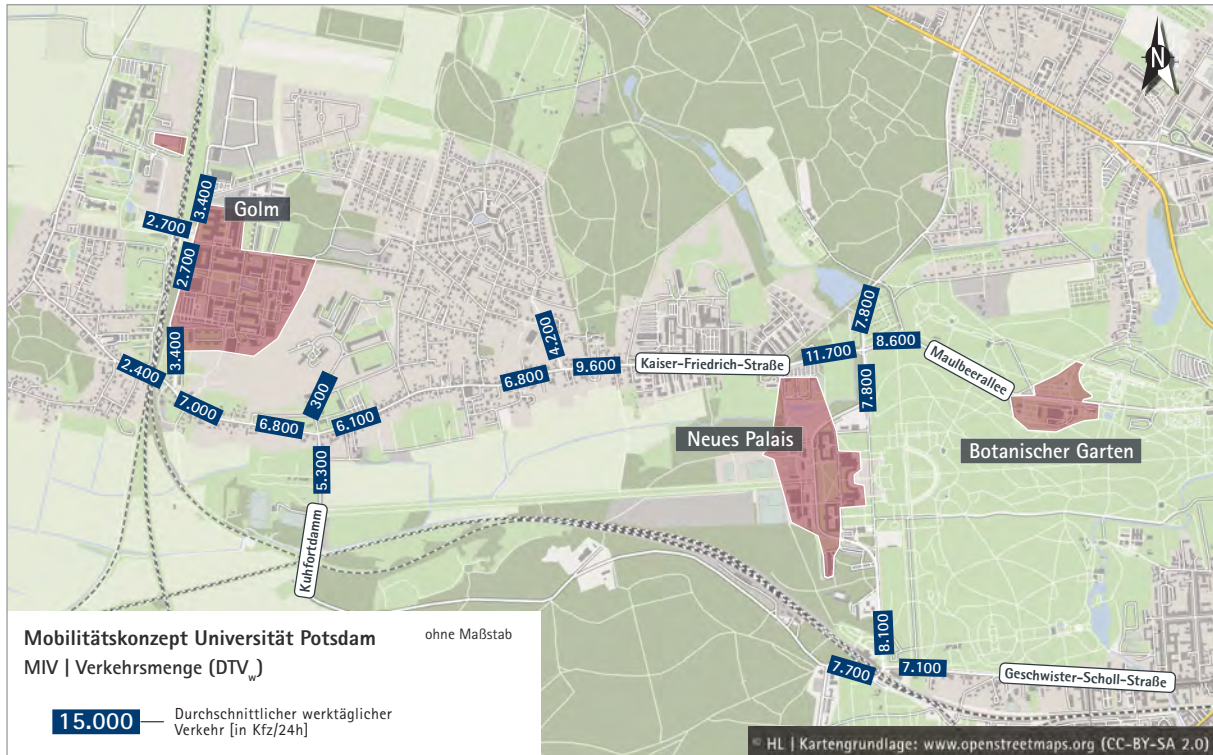 N
Golm
3.400
2.700
2.700
3.400
2.400
7.000
6.800
300
6.100
5.300
Kuhfortdamm
6.800
4.200
9.600
Kaiser-Friedrich-Straße
11.700
7.800
8.600
7.800
Maulbeerallee
Neues Palais
Botanischer Garten
8.100
7.700
7.100
Geschwister-Scholl-Straße
Mobilitätskonzept Universität Potsdam
ohne Maßstab
MIV | Verkehrsmenge (DTVw)
15.000
Durchschnittlicher werktäglicher
Verkehr [in Kfz/24h]
© HL | Kartengrundlage: www.openstreetmaps.org (CC-BY-SA 2.0)